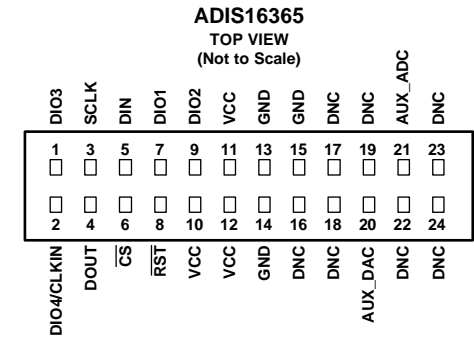 ADIS16365
TOP VIEW
(Not to Scale)
DIO3 SCLK DIN DIO1 DIO2 VCC GND GND DNC DNC AUX_ADC DNC
1 3 5 7 9 11 13 15 17 19 21 23
2 4 6 8 10 12 14 16 18 20 22 24
DIO4/CLKIN DOUT CS RST VCC VCC GND DNC DNC AUX_DAC DNC DNC